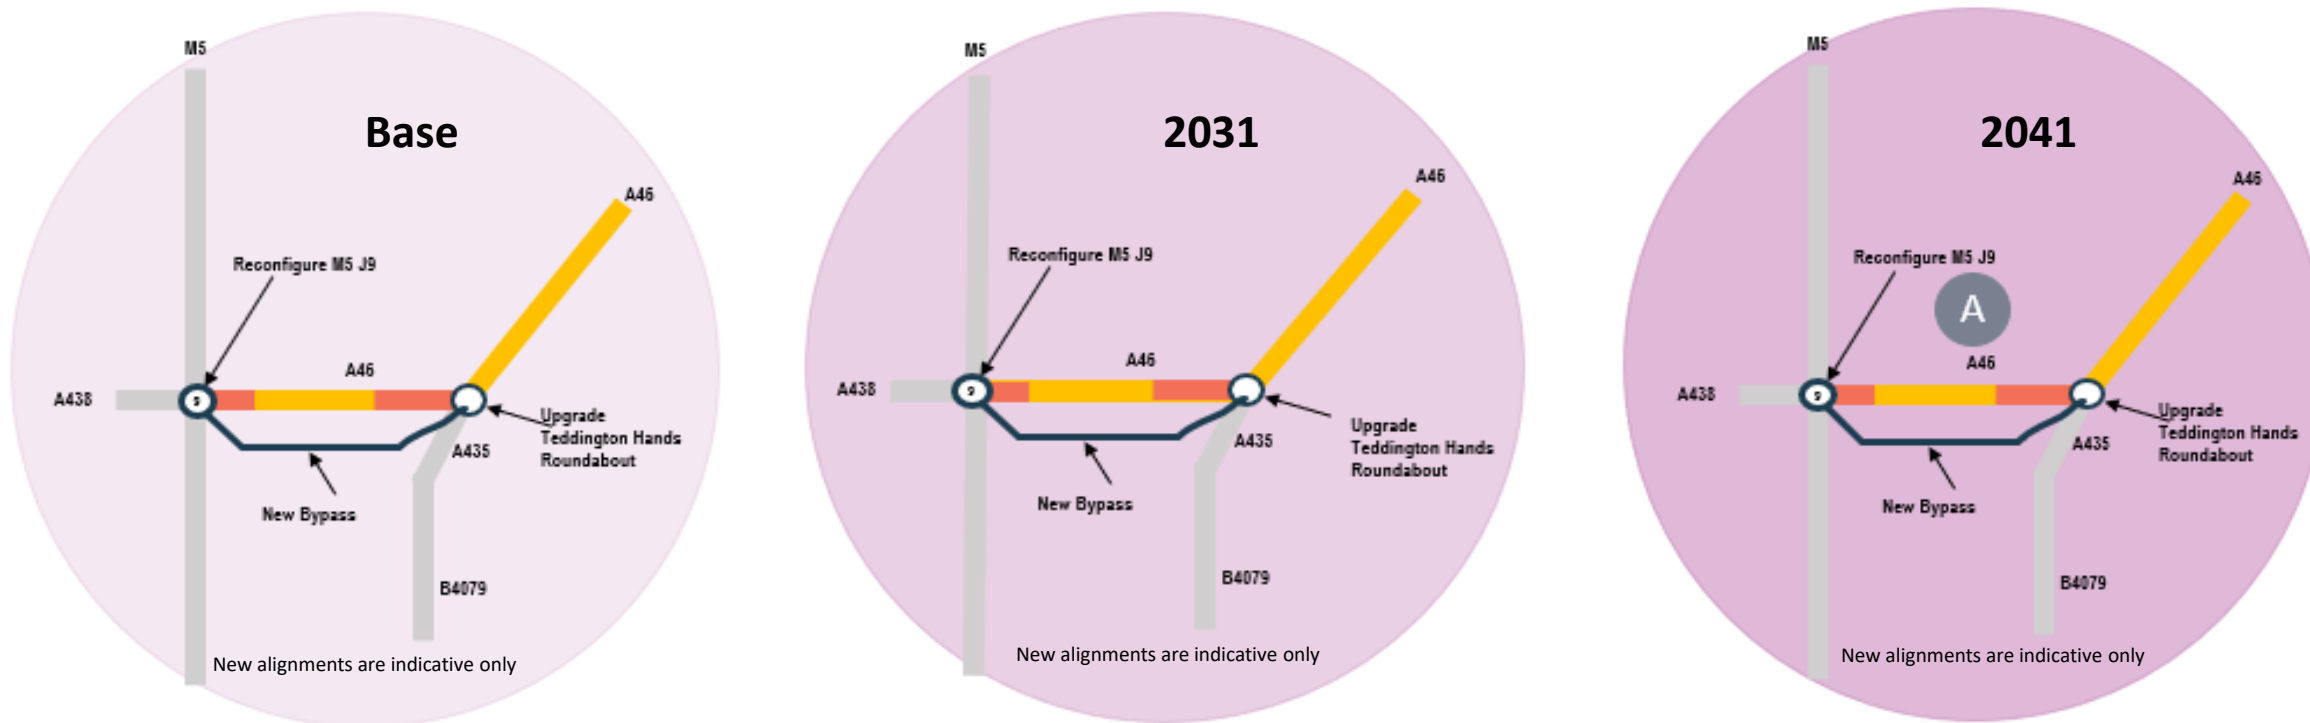 M5
Base
A46
Reconfigure M5 J9
A46
A438
9
Upgrade
Teddington Hands
Roundabout
A435
New Bypass
B4079
New alignments are indicative only
M5
2031
A46
Reconfigure M5 J9
A46
A438
9
Upgrade
Teddington Hands
Roundabout
A435
New Bypass
B4079
New alignments are indicative only
M5
2041
A46
Reconfigure M5 J9
A
A46
A438
9
Upgrade
Teddington Hands
Roundabout
A435
New Bypass
B4079
New alignments are indicative only